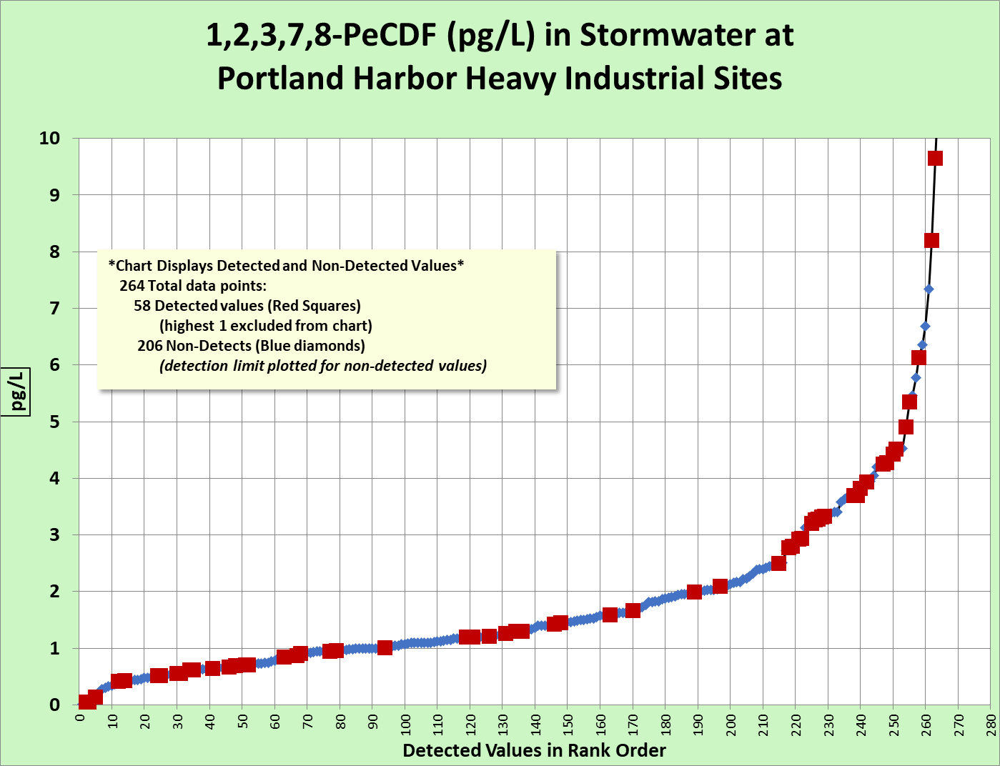 1,2,3,7,8-PeCDF (pg/L) in Stormwater at
Portland Harbor Heavy Industrial Sites
10
9
8
7
6
5
4
3
2
1
0
pg/L
*Chart Displays Detected and Non-Detected Values*
264 Total data points:
58 Detected values (Red Squares)
(highest 1 excluded from chart)
206 Non-Detects (Blue diamonds)
(detection limit plotted for non-detected values)
0 10 20 30 40 50 60 70 80 90 100 110 120 130 140 150 160 170 180 190 200 210 220 230 240 250 260 270 280
Detected Values in Rank Order